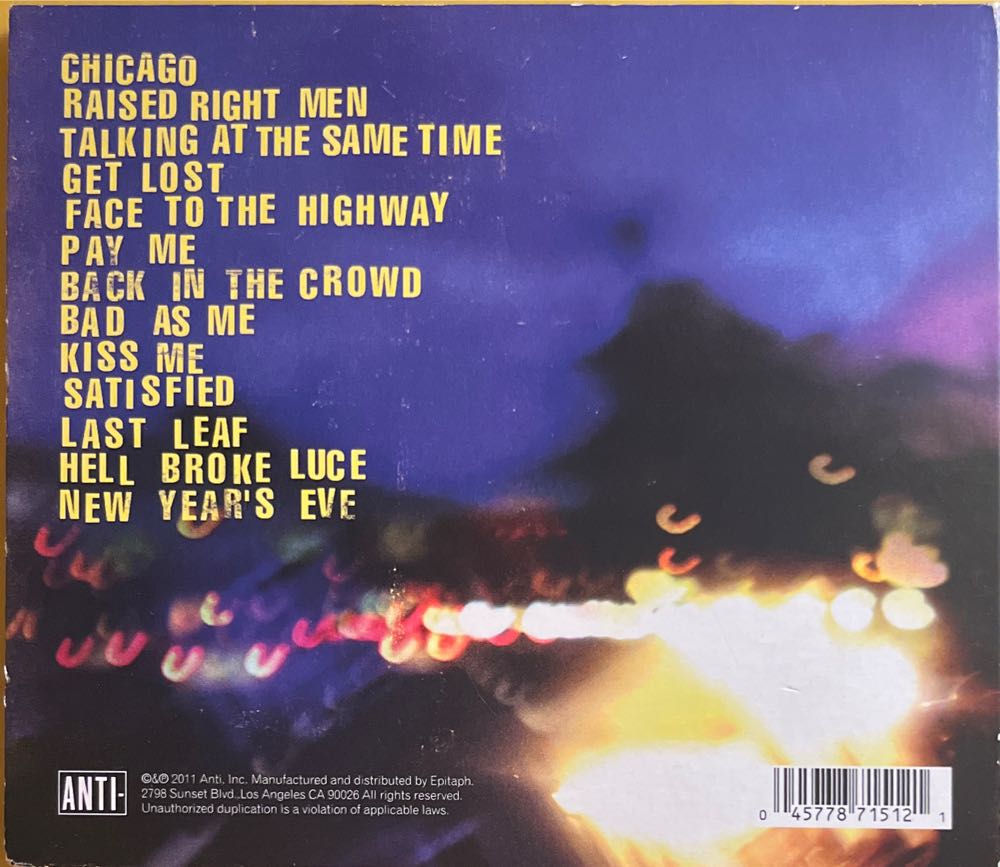 CHICAGO
RAISED RIGHT MEN
TALKING AT THE SAME TIME
GET LOST
FACE TO THE HIGHWAY
PAY ME
BACK IN THE CROWD
BAD AS ME
KISS ME
SATISFIED
LAST LEAF
HELL BROKE LUCE
NEW YEAR'S EVE
ANTI-
©&℗ 2011 Anti, Inc. Manufactured and distributed by Epitaph.
2798 Sunset Blvd., Los Angeles CA 90026 All rights reserved.
Unauthorized duplication is a violation of applicable laws.
0 45778 71512 1